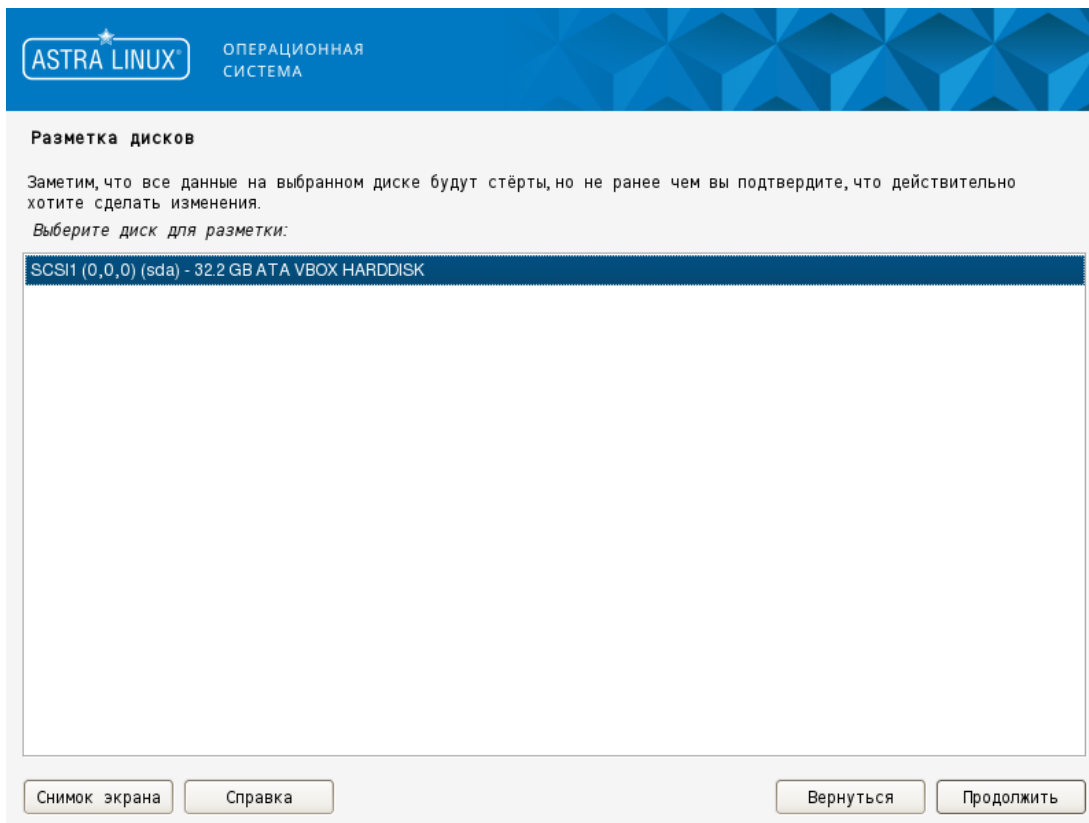 ASTRA LINUX®
ОПЕРАЦИОННАЯ
СИСТЕМА
Разметка дисков
Заметим, что все данные на выбранном диске будут стёрты, но не ранее чем вы подтвердите, что действительно
хотите сделать изменения.
Выберите диск для разметки:
SCSI1 (0,0,0) (sda) - 32.2 GB ATA VBOX HARDDISK
Снимок экрана
Справка
Вернуться
Продолжить